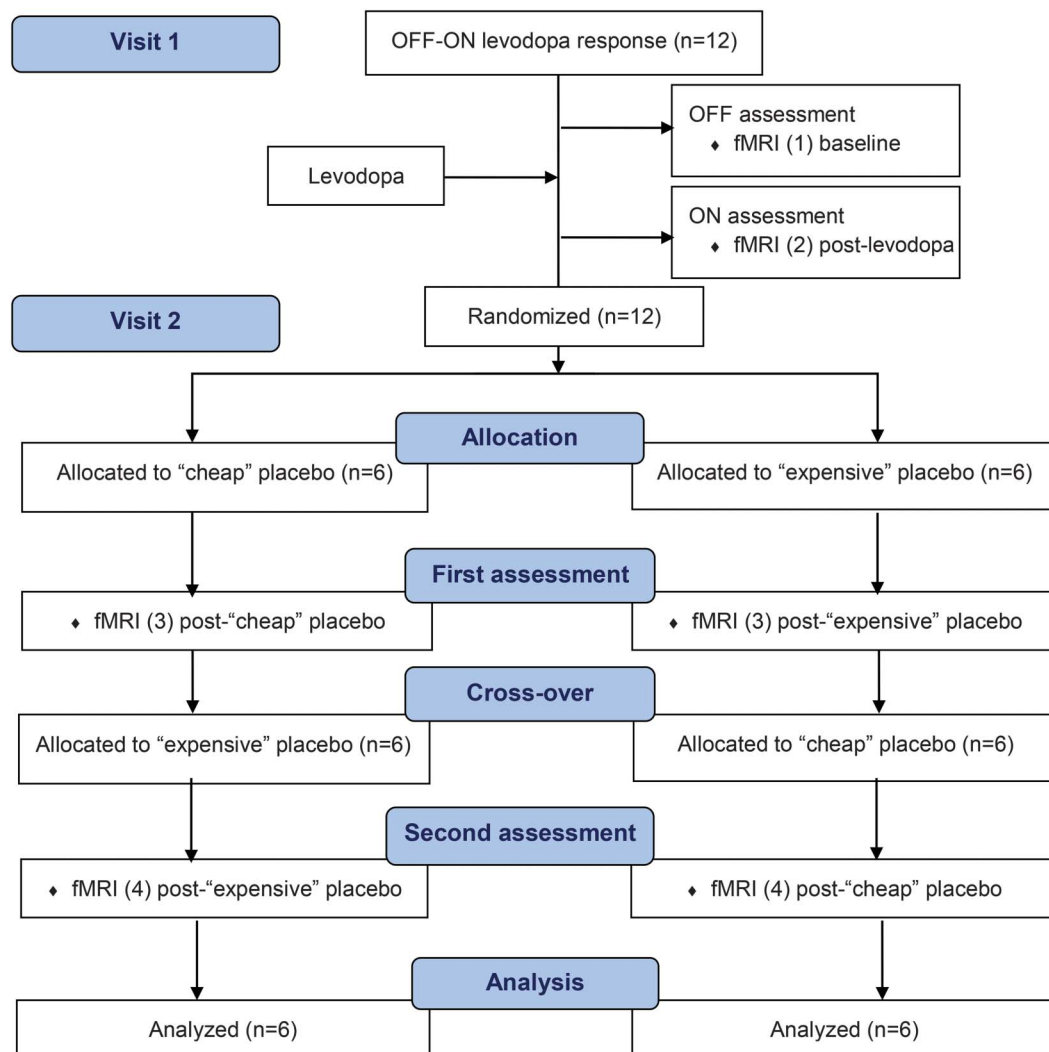 Visit 1
OFF-ON levodopa response (n=12)
OFF assessment
♦ fMRI (1) baseline
Levodopa
ON assessment
♦ fMRI (2) post-levodopa
Visit 2
Randomized (n=12)
Allocation
Allocated to “cheap” placebo (n=6)
Allocated to “expensive” placebo (n=6)
First assessment
♦ fMRI (3) post-“cheap” placebo
♦ fMRI (3) post-“expensive” placebo
Cross-over
Allocated to “expensive” placebo (n=6)
Allocated to “cheap” placebo (n=6)
Second assessment
♦ fMRI (4) post-“expensive” placebo
♦ fMRI (4) post-“cheap” placebo
Analysis
Analyzed (n=6)
Analyzed (n=6)